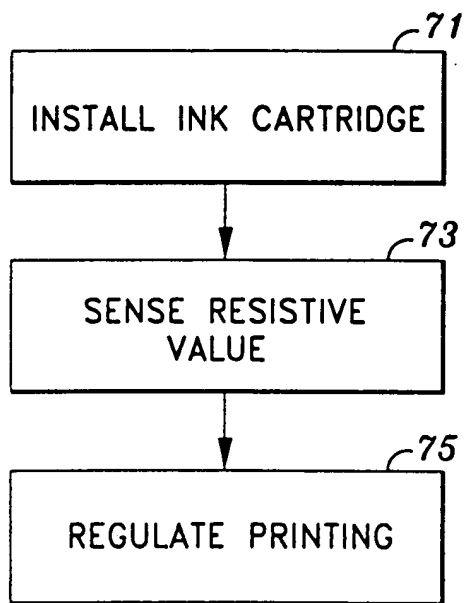 71
INSTALL INK CARTRIDGE
73
SENSE RESISTIVE
VALUE
75
REGULATE PRINTING